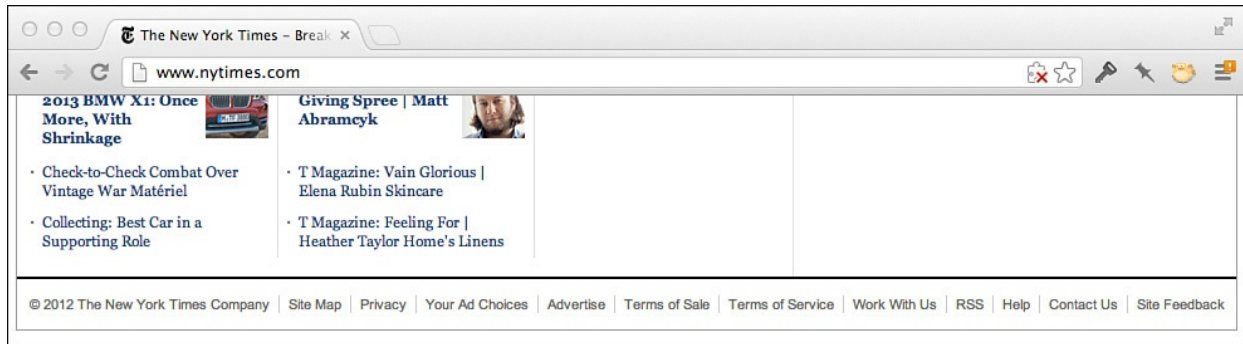 The New York Times – Break
www.nytimes.com
2013 BMW X1: Once
More, With
Shrinkage
Giving Spree | Matt
Abramcyk
· Check-to-Check Combat Over
Vintage War Matériel
· Collecting: Best Car in a
Supporting Role
· T Magazine: Vain Glorious |
Elena Rubin Skincare
· T Magazine: Feeling For |
Heather Taylor Home's Linens
© 2012 The New York Times Company | Site Map | Privacy | Your Ad Choices | Advertise | Terms of Sale | Terms of Service | Work With Us | RSS | Help | Contact Us | Site Feedback